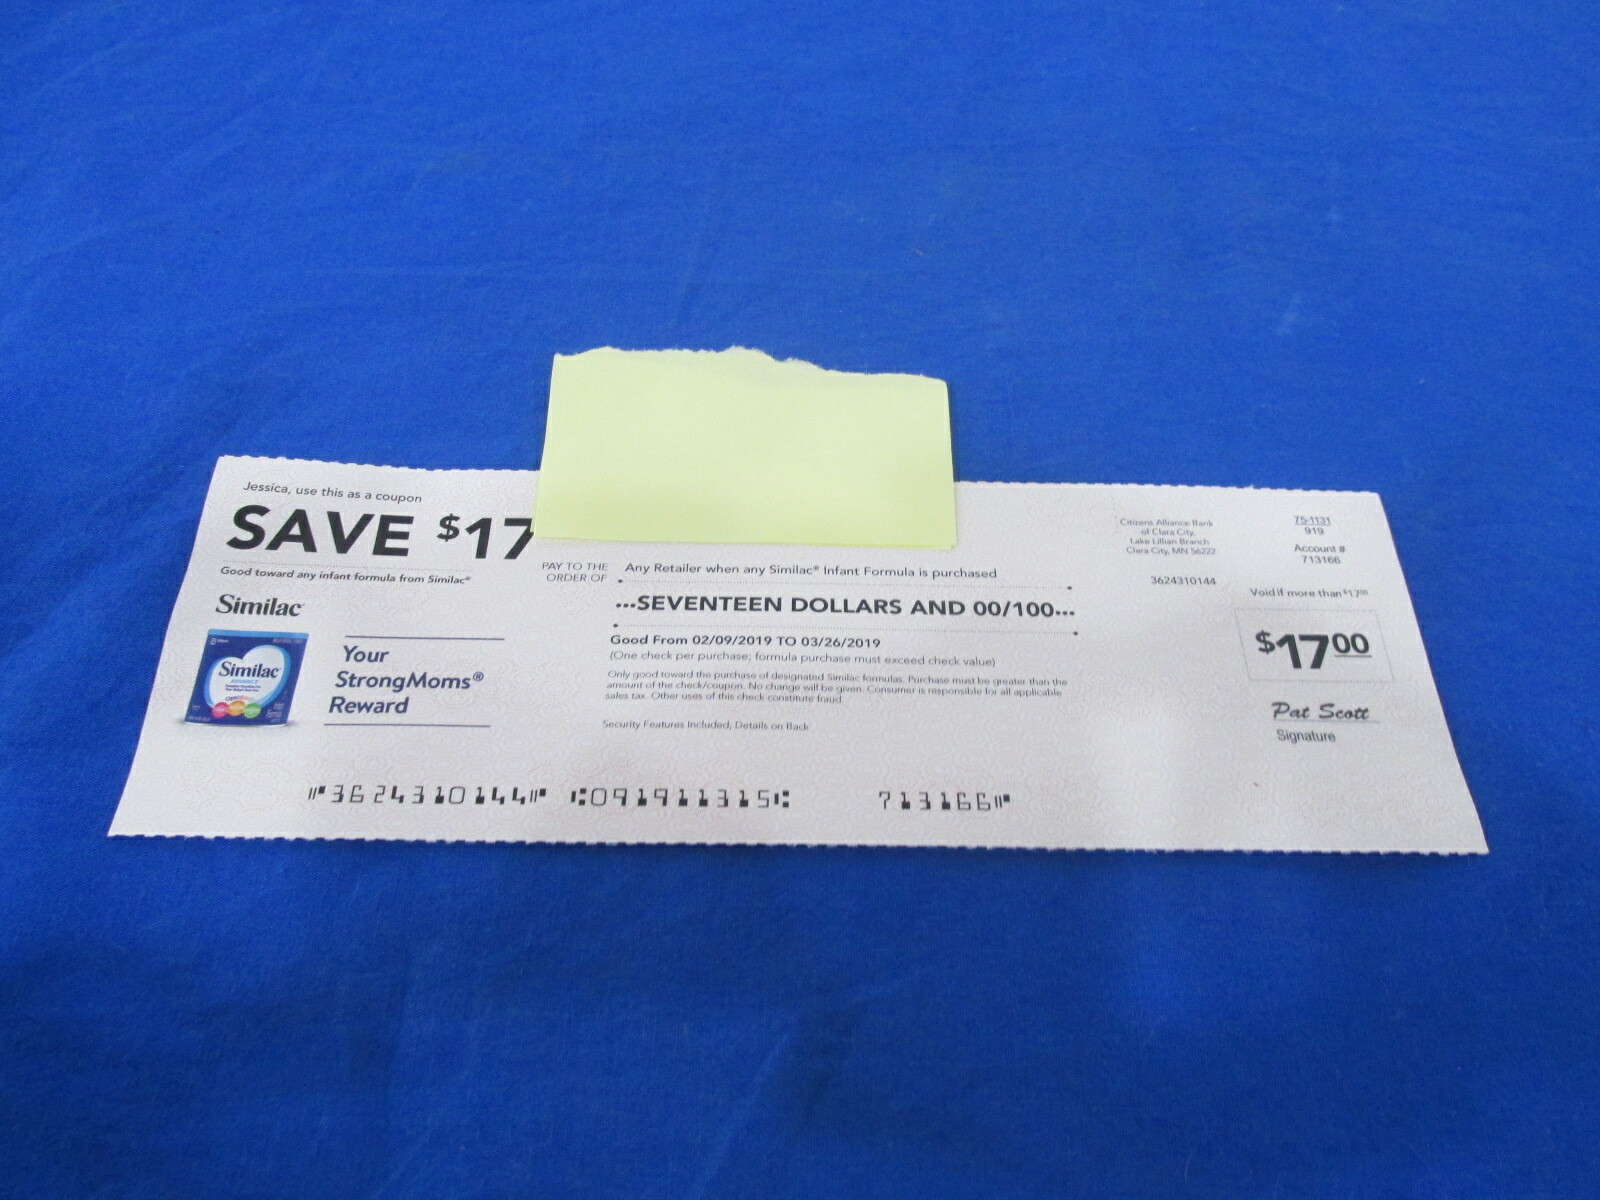 Jessica, use this as a coupon
SAVE $17
Good toward any infant formula from Similac®
Similac
Similac
ADVANCE
Your
StrongMoms®
Reward
PAY TO THE
ORDER OF
Any Retailer when any Similac® Infant Formula is purchased
...SEVENTEEN DOLLARS AND 00/100...
Good From 02/09/2019 TO 03/26/2019
(One check per purchase; formula purchase must exceed check value)
Only good toward the purchase of designated Similac formulas. Purchase must be greater than the
amount of the check/coupon. No change will be given. Consumer is responsible for all applicable
sales tax. Other uses of this check constitute fraud.
Security Features Included; Details on Back
Citizens Alliance Bank
of Clara City,
Lake Lillian Branch
Clara City, MN 56222
75-1131
919
Account #
713166
3624310144
Void if more than $17.00
$17.00
Pat Scott
Signature
⑈3624310144⑈ ⑆091911315⑆ 713166⑈